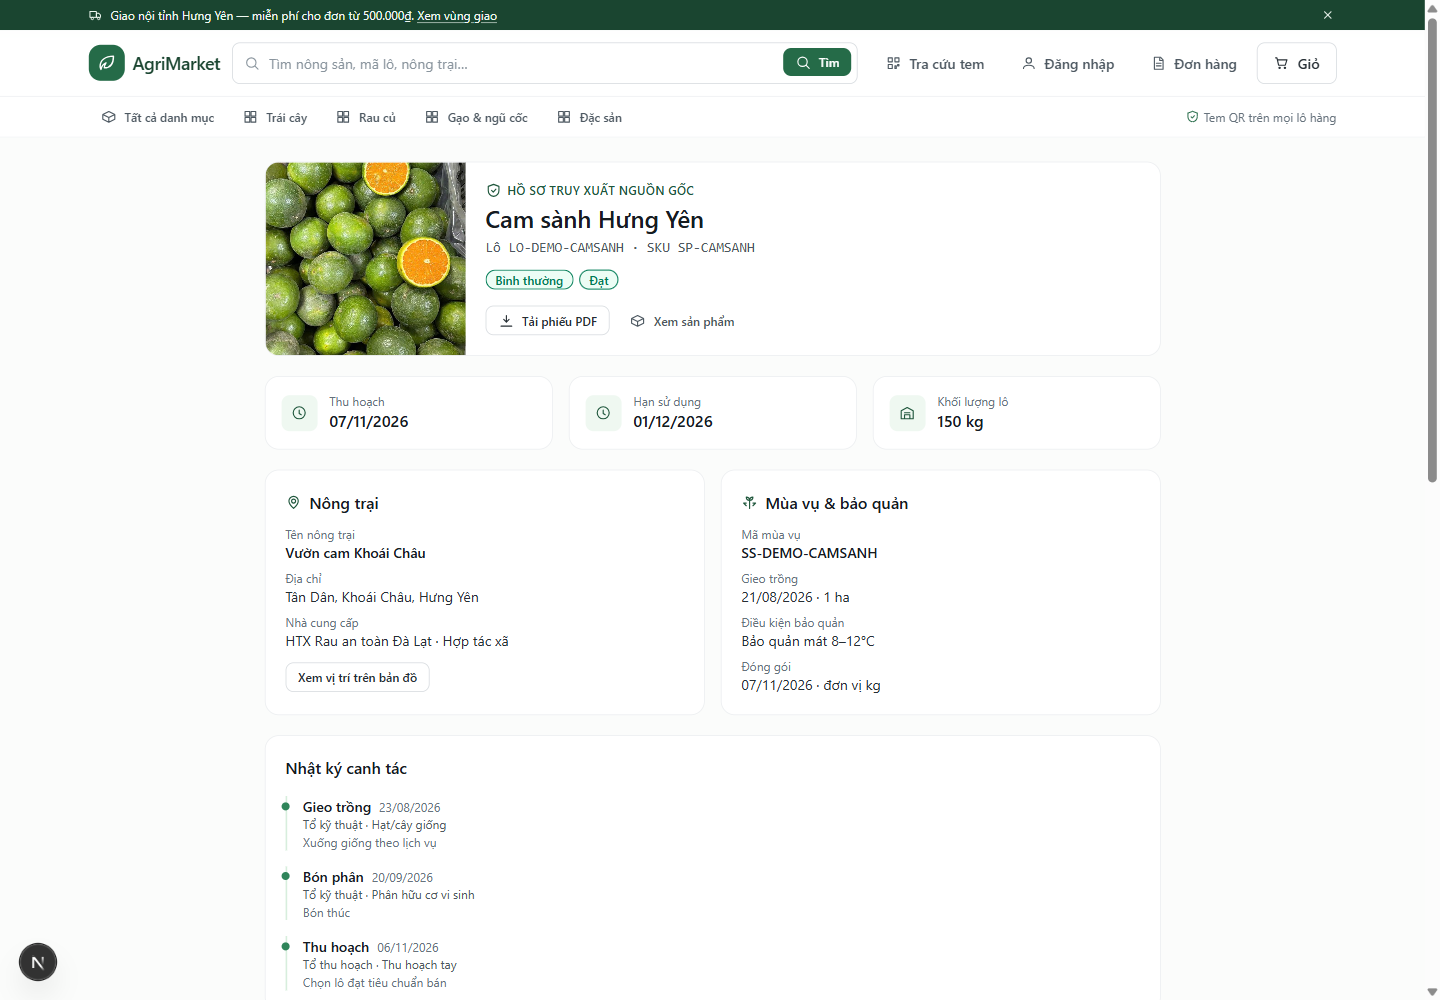 Giao nội tỉnh Hưng Yên — miễn phí cho đơn từ 500.000₫. Xem vùng giao
AgriMarket
Tìm nông sản, mã lô, nông trại...
Tìm
Tra cứu tem
Đăng nhập
Đơn hàng
Giỏ
Tất cả danh mục
Trái cây
Rau củ
Gạo & ngũ cốc
Đặc sản
Tem QR trên mọi lô hàng
HỒ SƠ TRUY XUẤT NGUỒN GỐC
Cam sành Hưng Yên
Lô LO-DEMO-CAMSANH · SKU SP-CAMSANH
Bình thường
Đạt
Tải phiếu PDF
Xem sản phẩm
Thu hoạch
07/11/2026
Hạn sử dụng
01/12/2026
Khối lượng lô
150 kg
Nông trại
Tên nông trại
Vườn cam Khoái Châu
Địa chỉ
Tân Dân, Khoái Châu, Hưng Yên
Nhà cung cấp
HTX Rau an toàn Đà Lạt · Hợp tác xã
Xem vị trí trên bản đồ
Mùa vụ & bảo quản
Mã mùa vụ
SS-DEMO-CAMSANH
Gieo trồng
21/08/2026 · 1 ha
Điều kiện bảo quản
Bảo quản mát 8–12°C
Đóng gói
07/11/2026 · đơn vị kg
Nhật ký canh tác
Gieo trồng 23/08/2026
Tổ kỹ thuật · Hạt/cây giống
Xuống giống theo lịch vụ
Bón phân 20/09/2026
Tổ kỹ thuật · Phân hữu cơ vi sinh
Bón thúc
Thu hoạch 06/11/2026
Tổ thu hoạch · Thu hoạch tay
Chọn lô đạt tiêu chuẩn bán
N